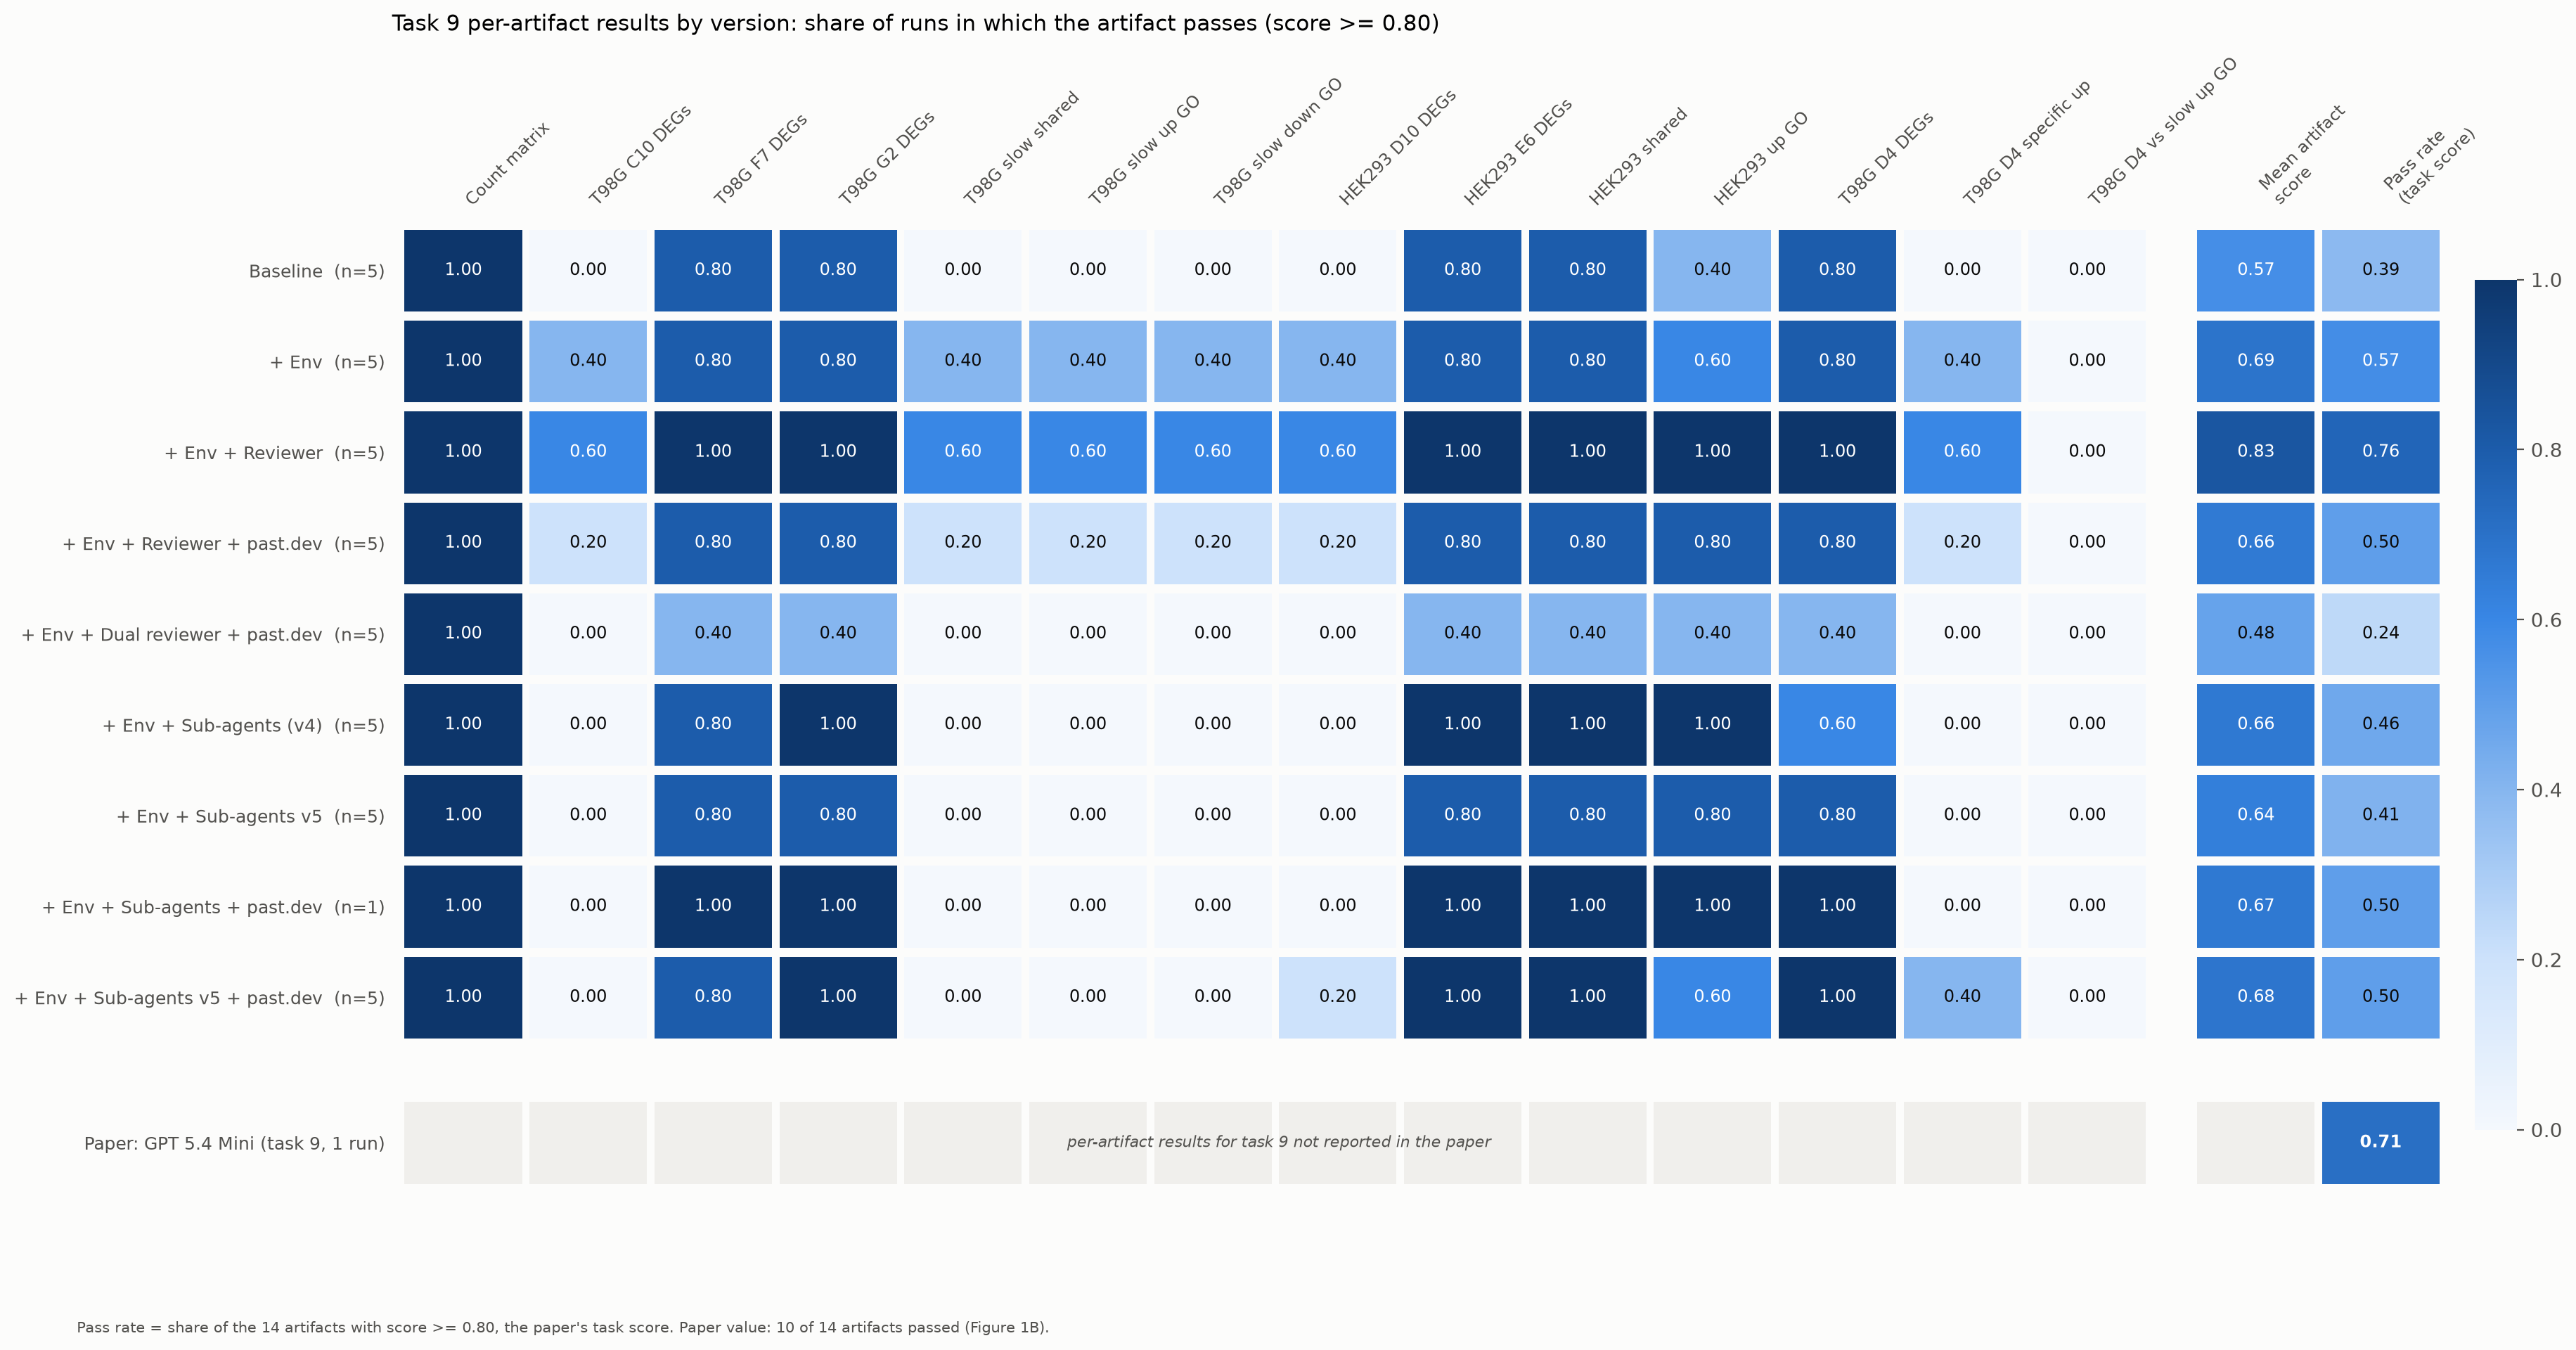 Task 9 per-artifact results by version: share of runs in which the artifact passes (score >= 0.80)
Count matrix
T98G C10 DEGs
T98G F7 DEGs
T98G G2 DEGs
T98G slow shared
T98G slow up GO
T98G slow down GO
HEK293 D10 DEGs
HEK293 E6 DEGs
HEK293 shared
HEK293 up GO
T98G D4 DEGs
T98G D4 specific up
T98G D4 vs slow up GO
Mean artifact
score
Pass rate
(task score)
Baseline (n=5) 1.00 0.00 0.80 0.80 0.00 0.00 0.00 0.00 0.80 0.80 0.40 0.80 0.00 0.00 0.57 0.39
+ Env (n=5) 1.00 0.40 0.80 0.80 0.40 0.40 0.40 0.40 0.80 0.80 0.60 0.80 0.40 0.00 0.69 0.57
+ Env + Reviewer (n=5) 1.00 0.60 1.00 1.00 0.60 0.60 0.60 0.60 1.00 1.00 1.00 1.00 0.60 0.00 0.83 0.76
+ Env + Reviewer + past.dev (n=5) 1.00 0.20 0.80 0.80 0.20 0.20 0.20 0.20 0.80 0.80 0.80 0.80 0.20 0.00 0.66 0.50
+ Env + Dual reviewer + past.dev (n=5) 1.00 0.00 0.40 0.40 0.00 0.00 0.00 0.00 0.40 0.40 0.40 0.40 0.00 0.00 0.48 0.24
+ Env + Sub-agents (v4) (n=5) 1.00 0.00 0.80 1.00 0.00 0.00 0.00 0.00 1.00 1.00 1.00 0.60 0.00 0.00 0.66 0.46
+ Env + Sub-agents v5 (n=5) 1.00 0.00 0.80 0.80 0.00 0.00 0.00 0.00 0.80 0.80 0.80 0.80 0.00 0.00 0.64 0.41
+ Env + Sub-agents + past.dev (n=1) 1.00 0.00 1.00 1.00 0.00 0.00 0.00 0.00 1.00 1.00 1.00 1.00 0.00 0.00 0.67 0.50
+ Env + Sub-agents v5 + past.dev (n=5) 1.00 0.00 0.80 1.00 0.00 0.00 0.00 0.20 1.00 1.00 0.60 1.00 0.40 0.00 0.68 0.50
Paper: GPT 5.4 Mini (task 9, 1 run) per-artifact results for task 9 not reported in the paper 0.71
1.0
0.8
0.6
0.4
0.2
0.0
Pass rate = share of the 14 artifacts with score >= 0.80, the paper's task score. Paper value: 10 of 14 artifacts passed (Figure 1B).